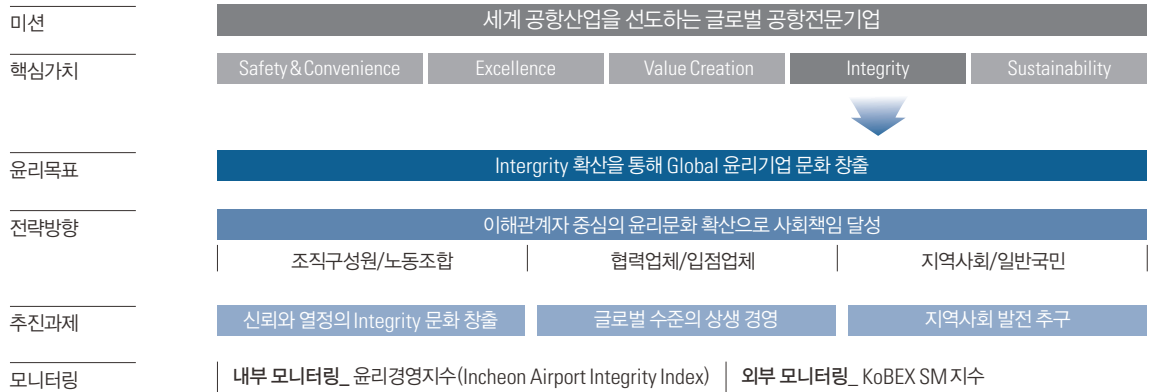 미션
세계 공항산업을 선도하는 글로벌 공항전문기업
핵심가치
Safety & Convenience Excellence Value Creation Integrity Sustainability
윤리목표
Intergrity 확산을 통해 Global 윤리기업 문화 창출
전략방향
이해관계자 중심의 윤리문화 확산으로 사회책임 달성
조직구성원/노동조합 협력업체/입점업체 지역사회/일반국민
추진과제
신뢰와 열정의 Integrity 문화 창출 글로벌 수준의 상생 경영 지역사회 발전 추구
모니터링
내부 모니터링_ 윤리경영지수(Incheon Airport Integrity Index) 외부 모니터링_ KoBEX SM 지수